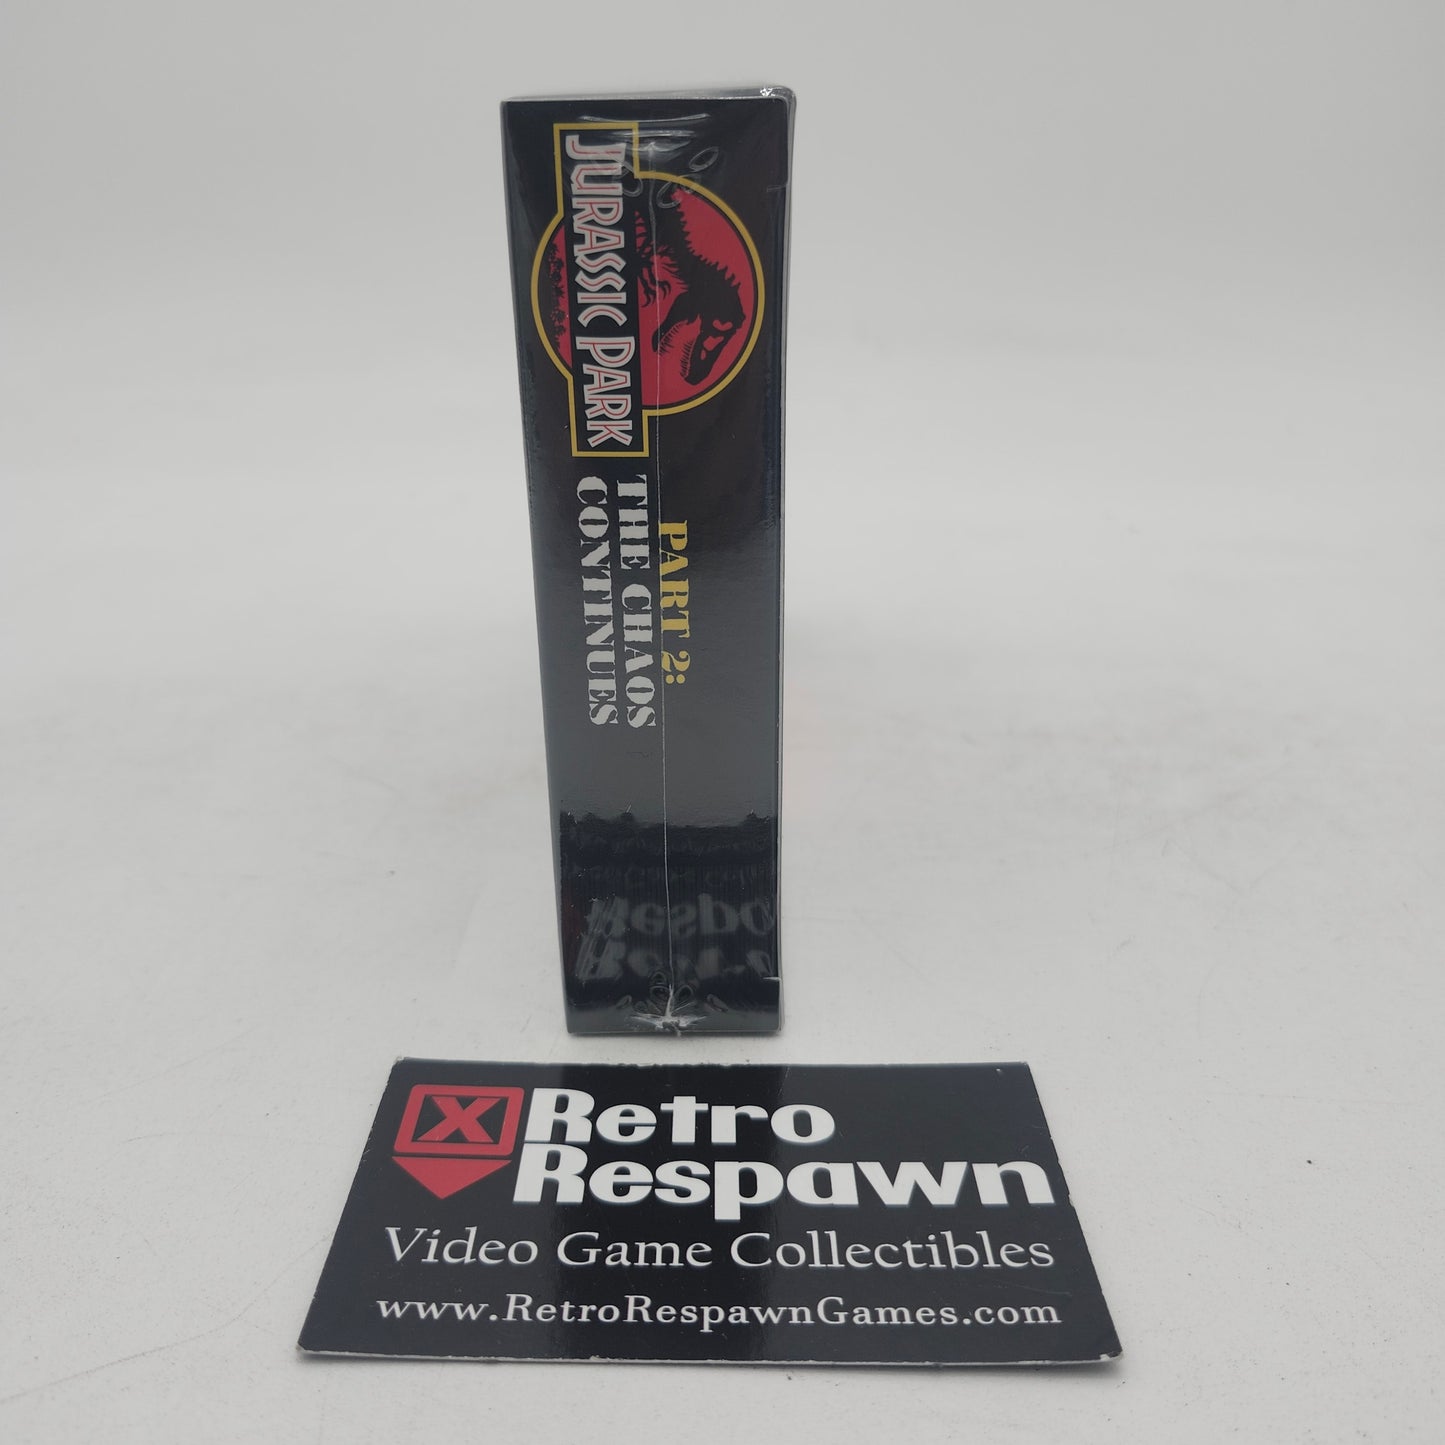 JURASSIC PARK
PART 2:
THE CHAOS
CONTINUES
X Retro
Respawn
Video Game Collectibles
www.RetroRespawnGames.com